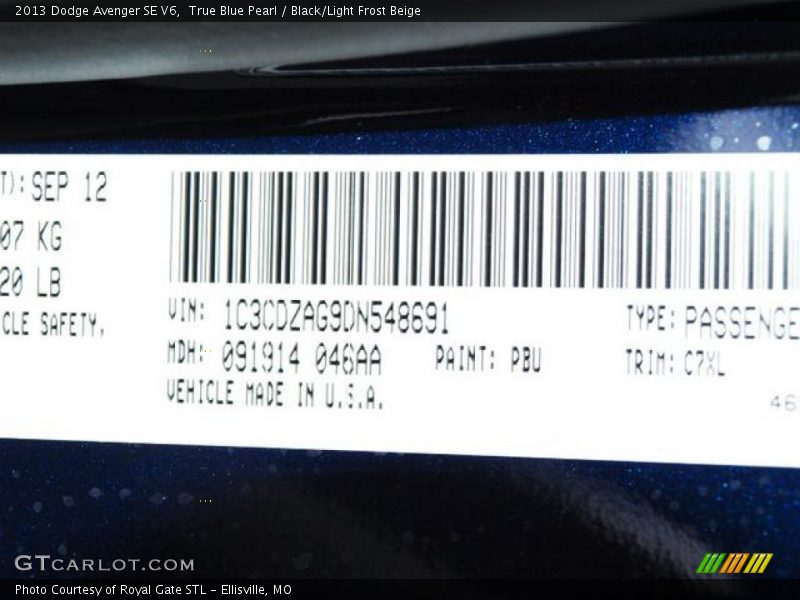 2013 Dodge Avenger SE V6,  True Blue Pearl / Black/Light Frost Beige
T): SEP 12
07 KG
20 LB
CLE SAFETY,
VIN: 1C3CDZAG9DN548691
MDH: 091914 046AA
PAINT: PBU
VEHICLE MADE IN U.S.A.
TYPE: PASSENGE
TRIM: C7XL
46
GTCARLOT.COM
Photo Courtesy of Royal Gate STL - Ellisville, MO